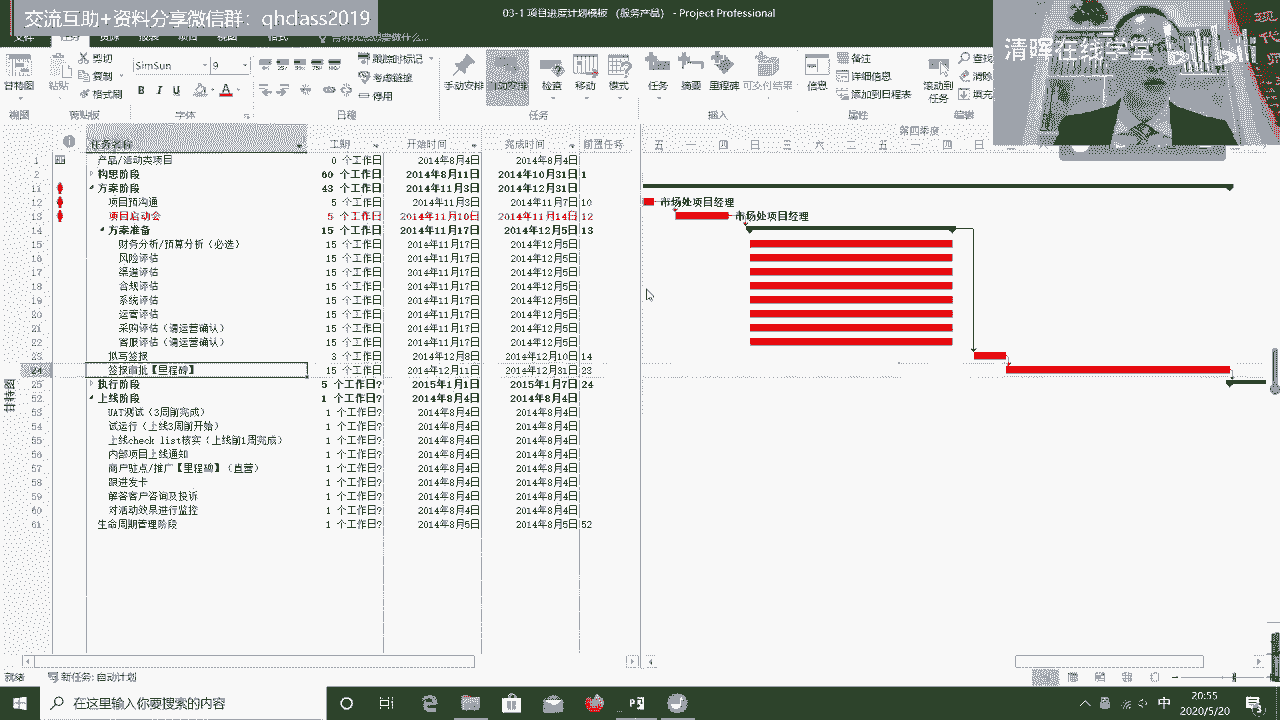 交流互助+资料分享微信群：qhclass2019
03-1 项目进度计划模板 （服务产品） - Project Professional
清晖在线学堂 bilibili
文件 任务 资源 报表 项目 视图 格式
甘特图 粘贴 剪切 复制 格式刷
SimSun 9
B I U A
考虑链接 停用
手动安排 自动安排 检查 移动 模式 任务 摘要 里程碑 可交付结果 信息
备注 详细信息 添加到日程表
滚动到任务 查找 清除 填充
视图 剪贴板 字体 日程 任务 插入 属性 编辑
第四季度
任务名称 工期 开始时间 完成时间 前置任务 五 一 四 日 三 六 二 五 一 四 日
1 产品/活动类项目 0 个工作日 2014年8月4日 2014年8月4日
2 构思阶段 60 个工作日 2014年8月11日 2014年10月31日 1
11 方案阶段 43 个工作日 2014年11月3日 2014年12月31日
12 项目预沟通 5 个工作日 2014年11月3日 2014年11月7日 10 市场处项目经理
13 项目启动会 5 个工作日 2014年11月10日 2014年11月14日 12 市场处项目经理
14 方案准备 15 个工作日 2014年11月17日 2014年12月5日 13
15 财务分析/预算分析（必选） 15 个工作日 2014年11月17日 2014年12月5日
16 风险评估 15 个工作日 2014年11月17日 2014年12月5日
17 渠道评估 15 个工作日 2014年11月17日 2014年12月5日
18 合规评估 15 个工作日 2014年11月17日 2014年12月5日
19 系统评估 15 个工作日 2014年11月17日 2014年12月5日
20 运营评估 15 个工作日 2014年11月17日 2014年12月5日
21 采购评估（请运营确认） 15 个工作日 2014年11月17日 2014年12月5日
22 客服评估（请运营确认） 15 个工作日 2014年11月17日 2014年12月5日
23 拟写签报 3 个工作日 2014年12月8日 2014年12月10日 14
24 签报审批【里程碑】 15 个工作日 2014年12月11日 2014年12月31日 23
25 执行阶段 5 个工作日? 2015年1月1日 2015年1月7日 24
52 上线阶段 1 个工作日? 2014年8月4日 2014年8月4日
53 UAT测试（3周前完成） 1 个工作日? 2014年8月4日 2014年8月4日
54 试运行（上线3周前开始） 1 个工作日? 2014年8月4日 2014年8月4日
55 上线check list核实（上线前1周完成） 1 个工作日? 2014年8月4日 2014年8月4日
56 内部项目上线通知 1 个工作日? 2014年8月4日 2014年8月4日
57 商户驻点/推广【里程碑】（直营） 1 个工作日? 2014年8月4日 2014年8月4日
58 跟进发卡 1 个工作日? 2014年8月4日 2014年8月4日
59 解答客户咨询及投诉 1 个工作日? 2014年8月4日 2014年8月4日
60 对活动效果进行监控 1 个工作日? 2014年8月4日 2014年8月4日
61 生命周期管理阶段 1 个工作日? 2014年8月5日 2014年8月5日 52
甘特图
就绪 新任务: 自动计划
在这里输入你要搜索的内容
中
20:55
2020/5/20